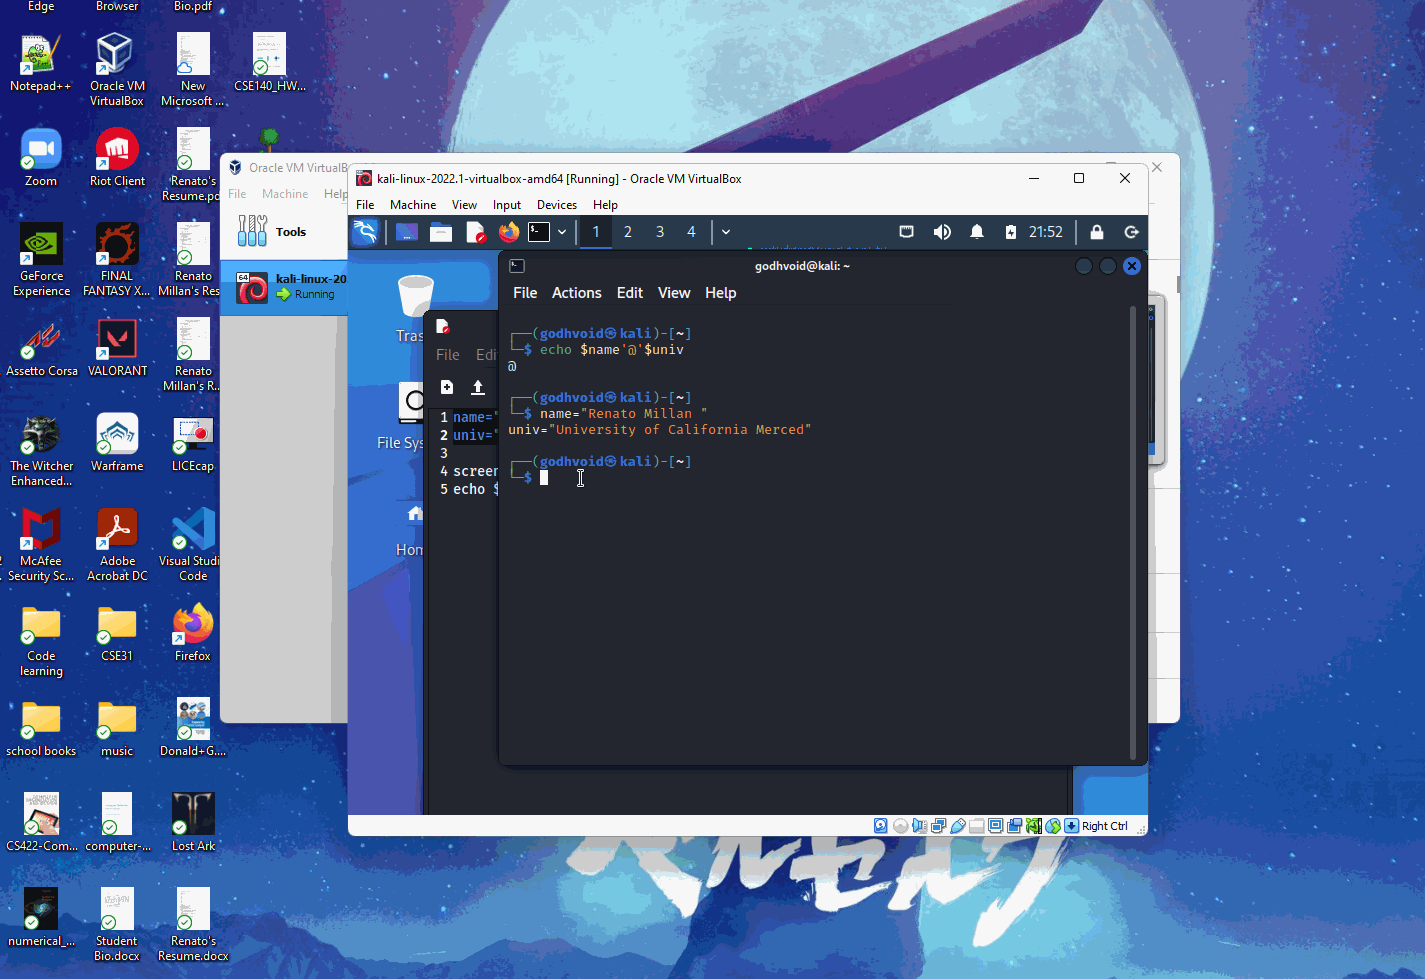 Edge
Browser
Bio.pdf
Notepad++
Oracle VM
VirtualBox
New
Microsoft ...
CSE140_HW...
Zoom
Riot Client
Renato's
Resume.pd
GeForce
Experience
FINAL
FANTASY X...
Renato
Millan's Res
Assetto Corsa
VALORANT
Renato
Millan's R...
The Witcher
Enhanced...
Warframe
LICEcap
McAfee
Security Sc...
Adobe
Acrobat DC
Visual Studi
Code
Code
learning
CSE31
Firefox
school books
music
Donald+G....
CS422-Com...
computer-...
Lost Ark
numerical_...
Student
Bio.docx
Renato's
Resume.docx
Oracle VM VirtualB
File Machine Help
Tools
64
kali-linux-20
Running
kali-linux-2022.1-virtualbox-amd64 [Running] - Oracle VM VirtualBox
File Machine View Input Devices Help
1 2 3 4 21:52
Tras
File Sys
Hom
File Edi
1 name="
2 univ="
3
4 screen
5 echo $
godhvoid@kali: ~
File Actions Edit View Help
┌──(godhvoid㉿kali)-[~]
└─$ echo $name'@'$univ
@
┌──(godhvoid㉿kali)-[~]
└─$ name="Renato Millan "
univ="University of California Merced"
┌──(godhvoid㉿kali)-[~]
└─$
Right Ctrl